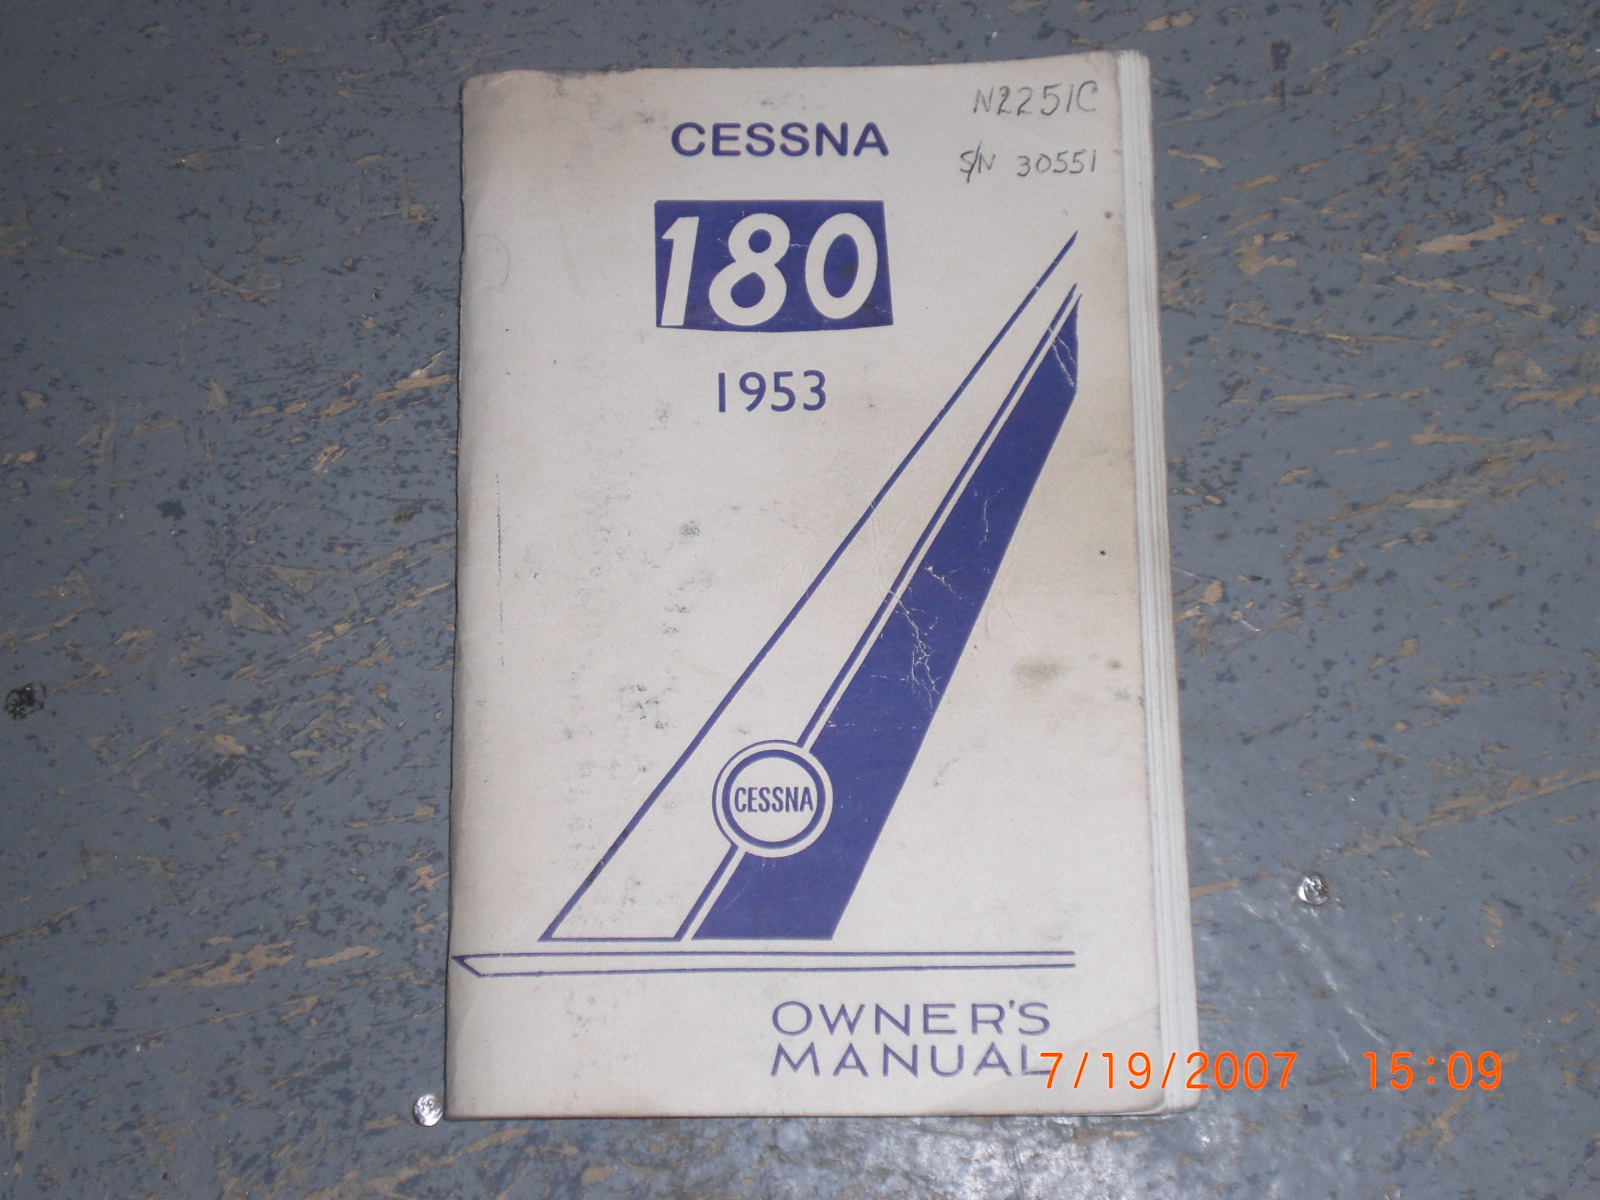 N2251C
CESSNA
S/N 30551
180
1953
CESSNA
OWNER'S
MANUAL
7/19/2007 15:09